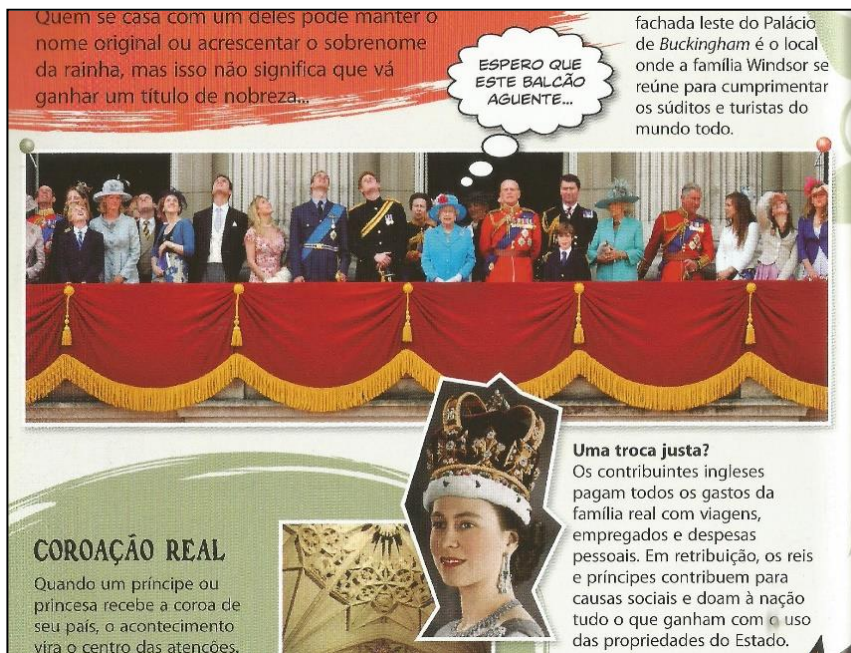 Quem se casa com um deles pode manter o
nome original ou acrescentar o sobrenome
da rainha, mas isso não significa que vá
ganhar um título de nobreza...
ESPERO QUE
ESTE BALCÃO
AGUENTE...
fachada leste do Palácio
de Buckingham é o local
onde a família Windsor se
reúne para cumprimentar
os súditos e turistas do
mundo todo.
COROAÇÃO REAL
Quando um príncipe ou
princesa recebe a coroa de
seu país, o acontecimento
vira o centro das atenções.
Uma troca justa?
Os contribuintes ingleses
pagam todos os gastos da
família real com viagens,
empregados e despesas
pessoais. Em retribuição, os reis
e príncipes contribuem para
causas sociais e doam à nação
tudo o que ganham com o uso
das propriedades do Estado.